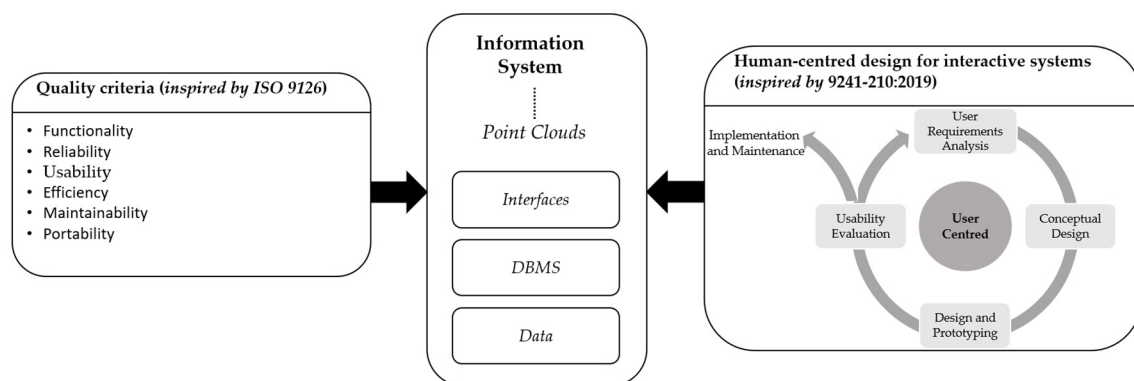 Quality criteria (inspired by ISO 9126)
• Functionality
• Reliability
• Usability
• Efficiency
• Maintainability
• Portability
Information
System
Point Clouds
Interfaces
DBMS
Data
Human-centred design for interactive systems
(inspired by 9241-210:2019)
User
Requirements
Analysis
Implementation
and Maintenance
Usability
Evaluation
User
Centred
Conceptual
Design
Design and
Prototyping